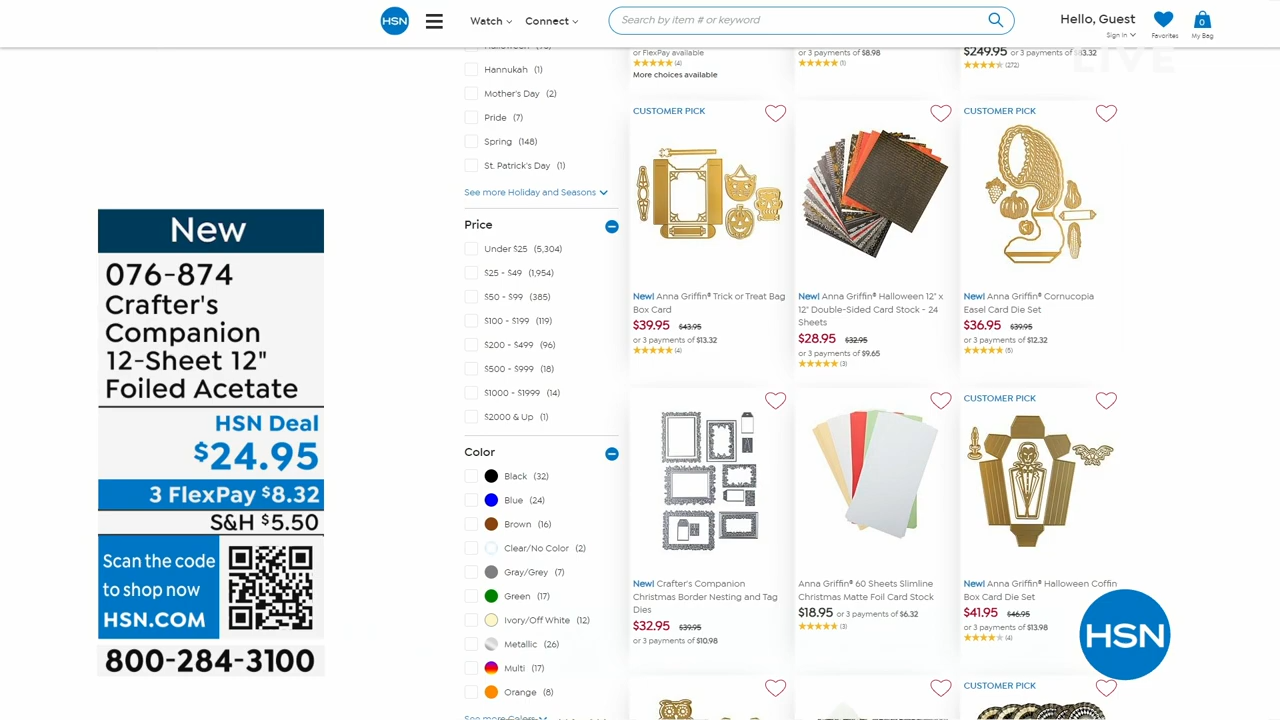 HSN
Watch
Connect
Search by item # or keyword
Hello, Guest
Sign In
Favorites
0
My Bag
LIVE
Hannukah (1)
Mother's Day (2)
Pride (7)
Spring (148)
St. Patrick's Day (1)
See more Holiday and Seasons
Price
Under $25 (5,304)
$25 - $49 (1,954)
$50 - $99 (385)
$100 - $199 (119)
$200 - $499 (96)
$500 - $999 (18)
$1000 - $1999 (14)
$2000 & Up (1)
Color
Black (32)
Blue (24)
Brown (16)
Clear/No Color (2)
Gray/Grey (7)
Green (17)
Ivory/Off White (12)
Metallic (26)
Multi (17)
Orange (8)
See more Colors
or FlexPay available
(4)
More choices available
or 3 payments of $8.98
(1)
$249.95 or 3 payments of $83.32
(272)
CUSTOMER PICK
New! Anna Griffin® Trick or Treat Bag
Box Card
$39.95 $43.95
or 3 payments of $13.32
(4)
New! Anna Griffin® Halloween 12" x
12" Double-Sided Card Stock - 24
Sheets
$28.95 $32.95
or 3 payments of $9.65
(3)
CUSTOMER PICK
New! Anna Griffin® Cornucopia
Easel Card Die Set
$36.95 $39.95
or 3 payments of $12.32
(5)
New! Crafter's Companion
Christmas Border Nesting and Tag
Dies
$32.95 $39.95
or 3 payments of $10.98
Anna Griffin® 60 Sheets Slimline
Christmas Matte Foil Card Stock
$18.95 or 3 payments of $6.32
(3)
CUSTOMER PICK
New! Anna Griffin® Halloween Coffin
Box Card Die Set
$41.95 $46.95
or 3 payments of $13.98
(4)
CUSTOMER PICK
HSN
New
076-874
Crafter's
Companion
12-Sheet 12"
Foiled Acetate
HSN Deal
$24.95
3 FlexPay $8.32
S&H $5.50
Scan the code
to shop now
HSN.COM
800-284-3100